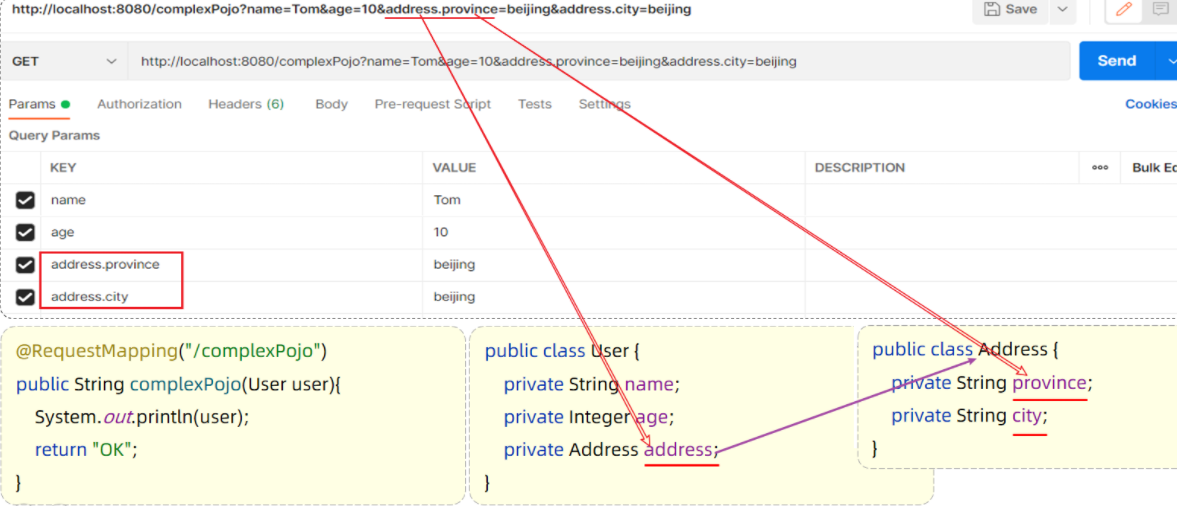 http://localhost:8080/complexPojo?name=Tom&age=10&address.province=beijing&address.city=beijing
Save
GET
http://localhost:8080/complexPojo?name=Tom&age=10&address.province=beijing&address.city=beijing
Send
Params Authorization Headers (6) Body Pre-request Script Tests Settings Cookies
Query Params
KEY VALUE DESCRIPTION Bulk Ed
name Tom
age 10
address.province beijing
address.city beijing
@RequestMapping("/complexPojo")
public String complexPojo(User user){
System.out.println(user);
return "OK";
}
public class User {
private String name;
private Integer age;
private Address address;
}
public class Address {
private String province;
private String city;
}